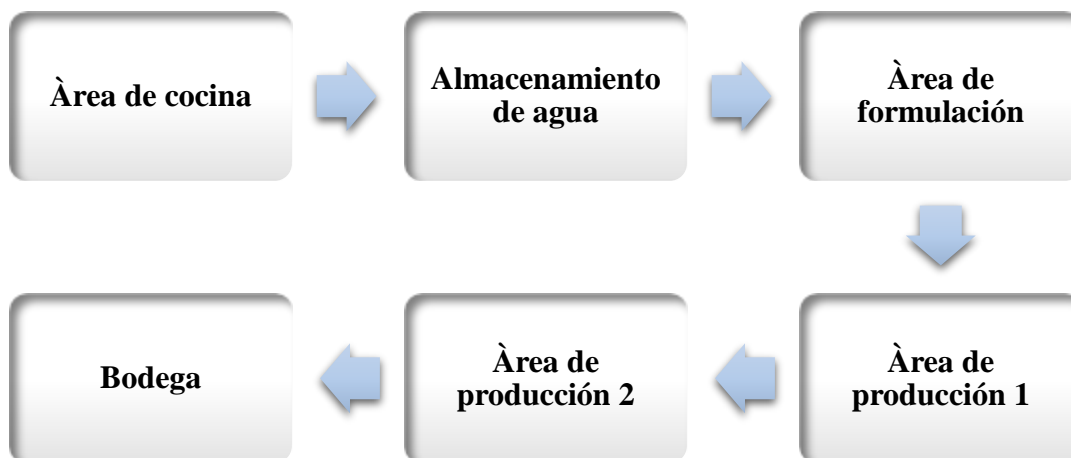 Àrea de cocina
Almacenamiento
de agua
Àrea de
formulación
Àrea de
producción 1
Àrea de
producción 2
Bodega